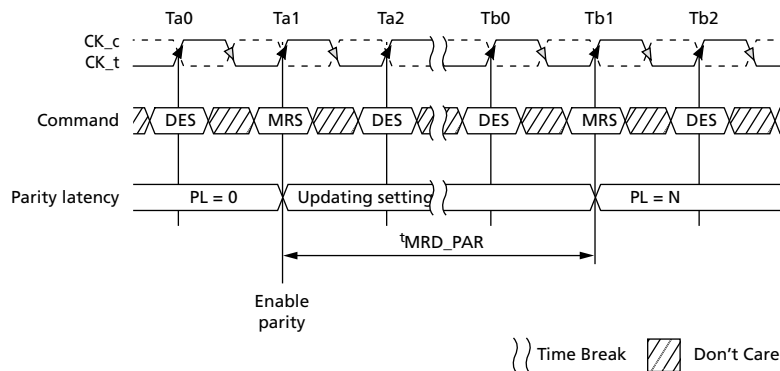 Ta0 Ta1 Ta2 Tb0 Tb1 Tb2
CK_c
CK_t
Command DES MRS DES DES MRS DES
Parity latency PL = 0 Updating setting PL = N
tMRD_PAR
Enable
parity
Time Break Don't Care